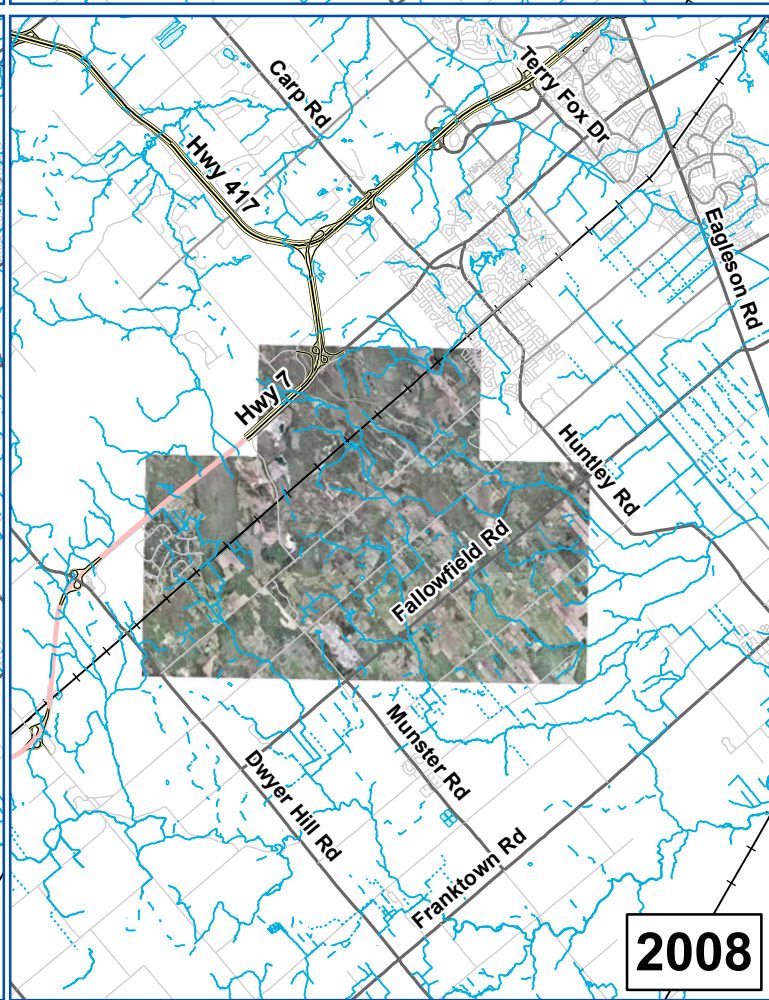 Carp Rd
Terry Fox Dr
Hwy 417
Eagleson Rd
Hwy 7
Huntley Rd
Fallowfield Rd
Munster Rd
Dwyer Hill Rd
Franktown Rd
2008